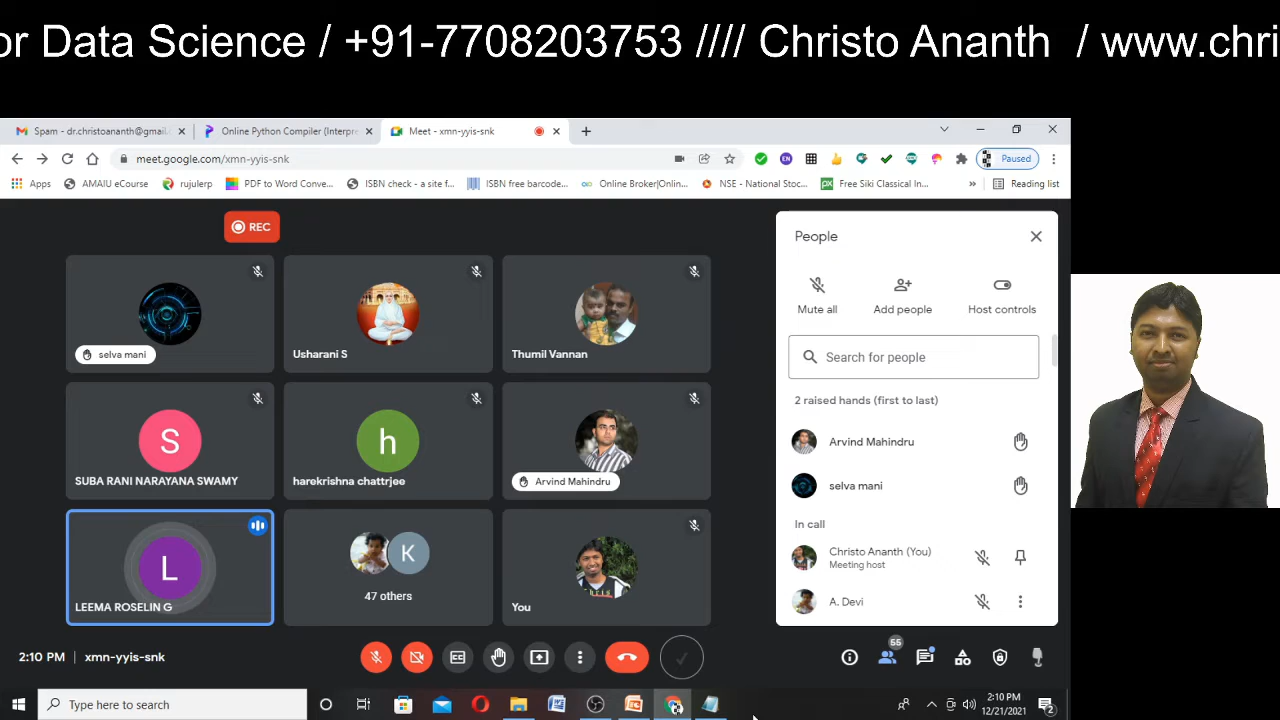 or Data Science / +91-7708203753 //// Christo Ananth / www.chri
Spam - dr.christoananth@gmail.
Online Python Compiler (Interpre
Meet - xmn-yyis-snk
meet.google.com/xmn-yyis-snk
EN
Paused
Apps
AMAIU eCourse
rujulerp
PDF to Word Conve...
ISBN check - a site f...
ISBN free barcode...
Online Broker|Onlin...
NSE - National Stoc...
px
Free Siki Classical In...
»
Reading list
REC
selva mani
Usharani S
Thumil Vannan
S
SUBA RANI NARAYANA SWAMY
h
harekrishna chattrjee
Arvind Mahindru
L
LEEMA ROSELIN G
K
47 others
You
People
Mute all
Add people
Host controls
Search for people
2 raised hands (first to last)
Arvind Mahindru
selva mani
In call
Christo Ananth (You)
Meeting host
A. Devi
2:10 PM | xmn-yyis-snk
55
Type here to search
2:10 PM
12/21/2021
2